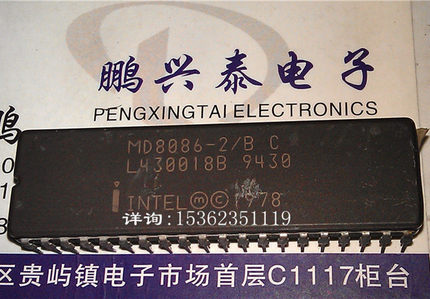 鹏兴泰电子
PENGXINGTAI ELECTRONICS
鹏
MD8086-2/B C
L430018B 9430
i INTEL Ⓜ © 1978
详询: 15362351119
区贵屿镇电子市场首层C1117柜台